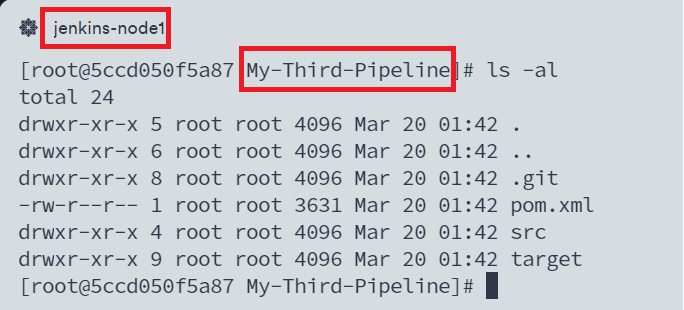 jenkins-node1
[root@5ccd050f5a87 My-Third-Pipeline]# ls -al
total 24
drwxr-xr-x 5 root root 4096 Mar 20 01:42 .
drwxr-xr-x 6 root root 4096 Mar 20 01:42 ..
drwxr-xr-x 8 root root 4096 Mar 20 01:42 .git
-rw-r--r-- 1 root root 3631 Mar 20 01:42 pom.xml
drwxr-xr-x 4 root root 4096 Mar 20 01:42 src
drwxr-xr-x 9 root root 4096 Mar 20 01:42 target
[root@5ccd050f5a87 My-Third-Pipeline]#